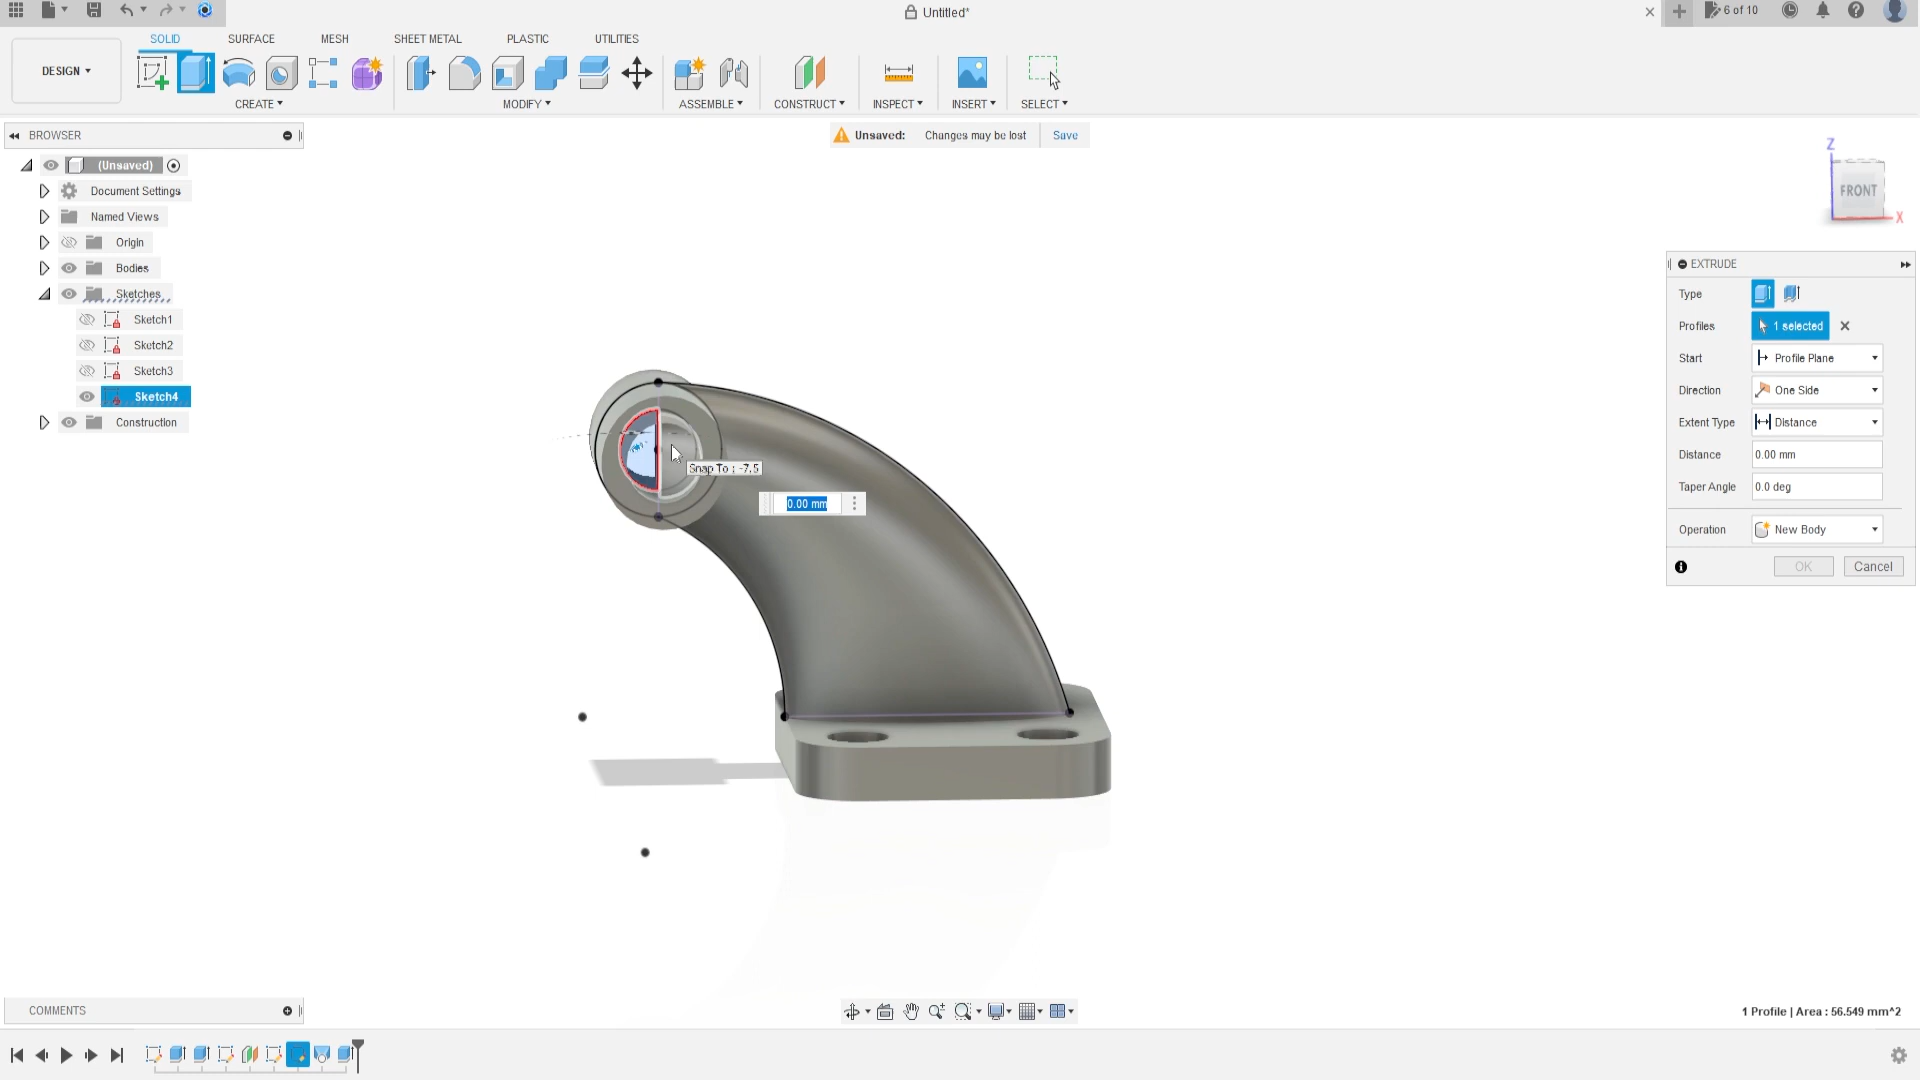 Untitled*
6 of 10
DESIGN
SOLID SURFACE MESH SHEET METAL PLASTIC UTILITIES
CREATE MODIFY ASSEMBLE CONSTRUCT INSPECT INSERT SELECT
BROWSER
Unsaved: Changes may be lost Save
(Unsaved)
Document Settings
Named Views
Origin
Bodies
Sketches
Sketch1
Sketch2
Sketch3
Sketch4
Construction
Z
FRONT
X
EXTRUDE
Type
Profiles 1 selected
Start Profile Plane
Direction One Side
Extent Type Distance
Distance 0.00 mm
Taper Angle 0.0 deg
Operation New Body
OK Cancel
Snap To : -7.5
0.00 mm
COMMENTS
1 Profile | Area : 56.549 mm^2